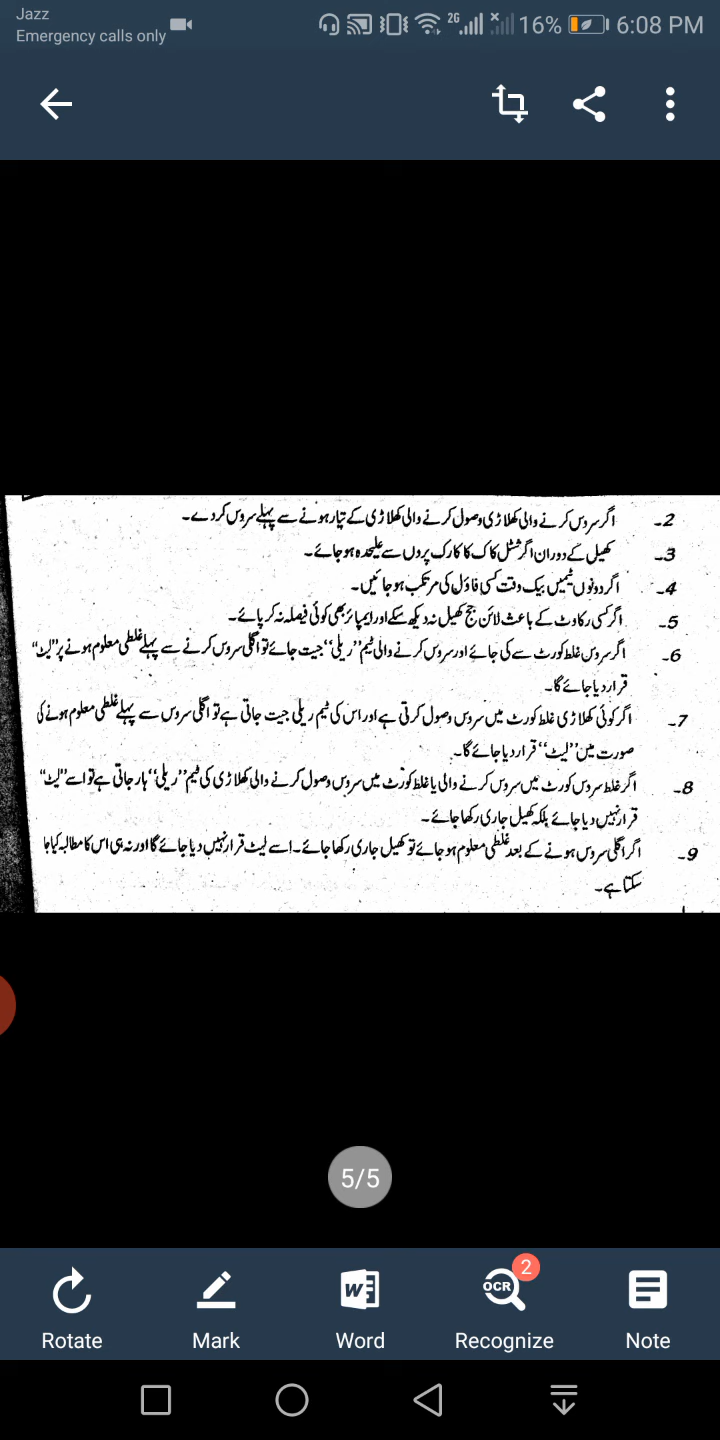 Jazz
Emergency calls only
2G 16% 6:08 PM
2- اگر سروس کرنے والی کھلاڑی وصول کرنے والی کھلاڑی کے تیار ہونے سے پہلے سروس کردے۔
3- کھیل کے دوران اگر شٹل کاک کا کارک پروں سے علیحدہ ہو جائے۔
4- اگر دونوں ٹیمیں بیک وقت کسی فاؤل کی مرتکب ہو جائیں۔
5- اگر کسی رکاوٹ کے باعث لائن جج کھیل نہ دیکھ سکے اور ایمپائر بھی کوئی فیصلہ نہ کر پائے۔
6- اگر سروس غلط کورٹ سے کی جائے اور سروس کرنے والی ٹیم ’’ریلی‘‘ جیت جائے تو اگلی سروس کرنے سے پہلے غلطی معلوم ہونے پر ’’لیٹ‘‘
قرار دیا جائے گا۔
7- اگر کوئی کھلاڑی غلط کورٹ میں سروس وصول کرتی ہے اور اس کی ٹیم ریلی جیت جاتی ہے تو اگلی سروس سے پہلے غلطی معلوم ہونے کی
صورت میں ’’لیٹ‘‘ قرار دیا جائے گا۔
8- اگر غلط سروس کورٹ میں سروس کرنے والی یا غلط کورٹ میں سروس وصول کرنے والی کھلاڑی کی ٹیم ’’ریلی‘‘ ہار جاتی ہے تو اسے ’’لیٹ‘‘
قرار نہیں دیا جائے بلکہ کھیل جاری رکھا جائے۔
9- اگر اگلی سروس ہونے کے بعد غلطی معلوم ہو جائے تو کھیل جاری رکھا جائے۔ اسے لیٹ قرار نہیں دیا جائے گا اور نہ ہی اس کا مطالبہ کیا جا
سکتا ہے۔
5/5
2
OCR
Rotate Mark Word Recognize Note